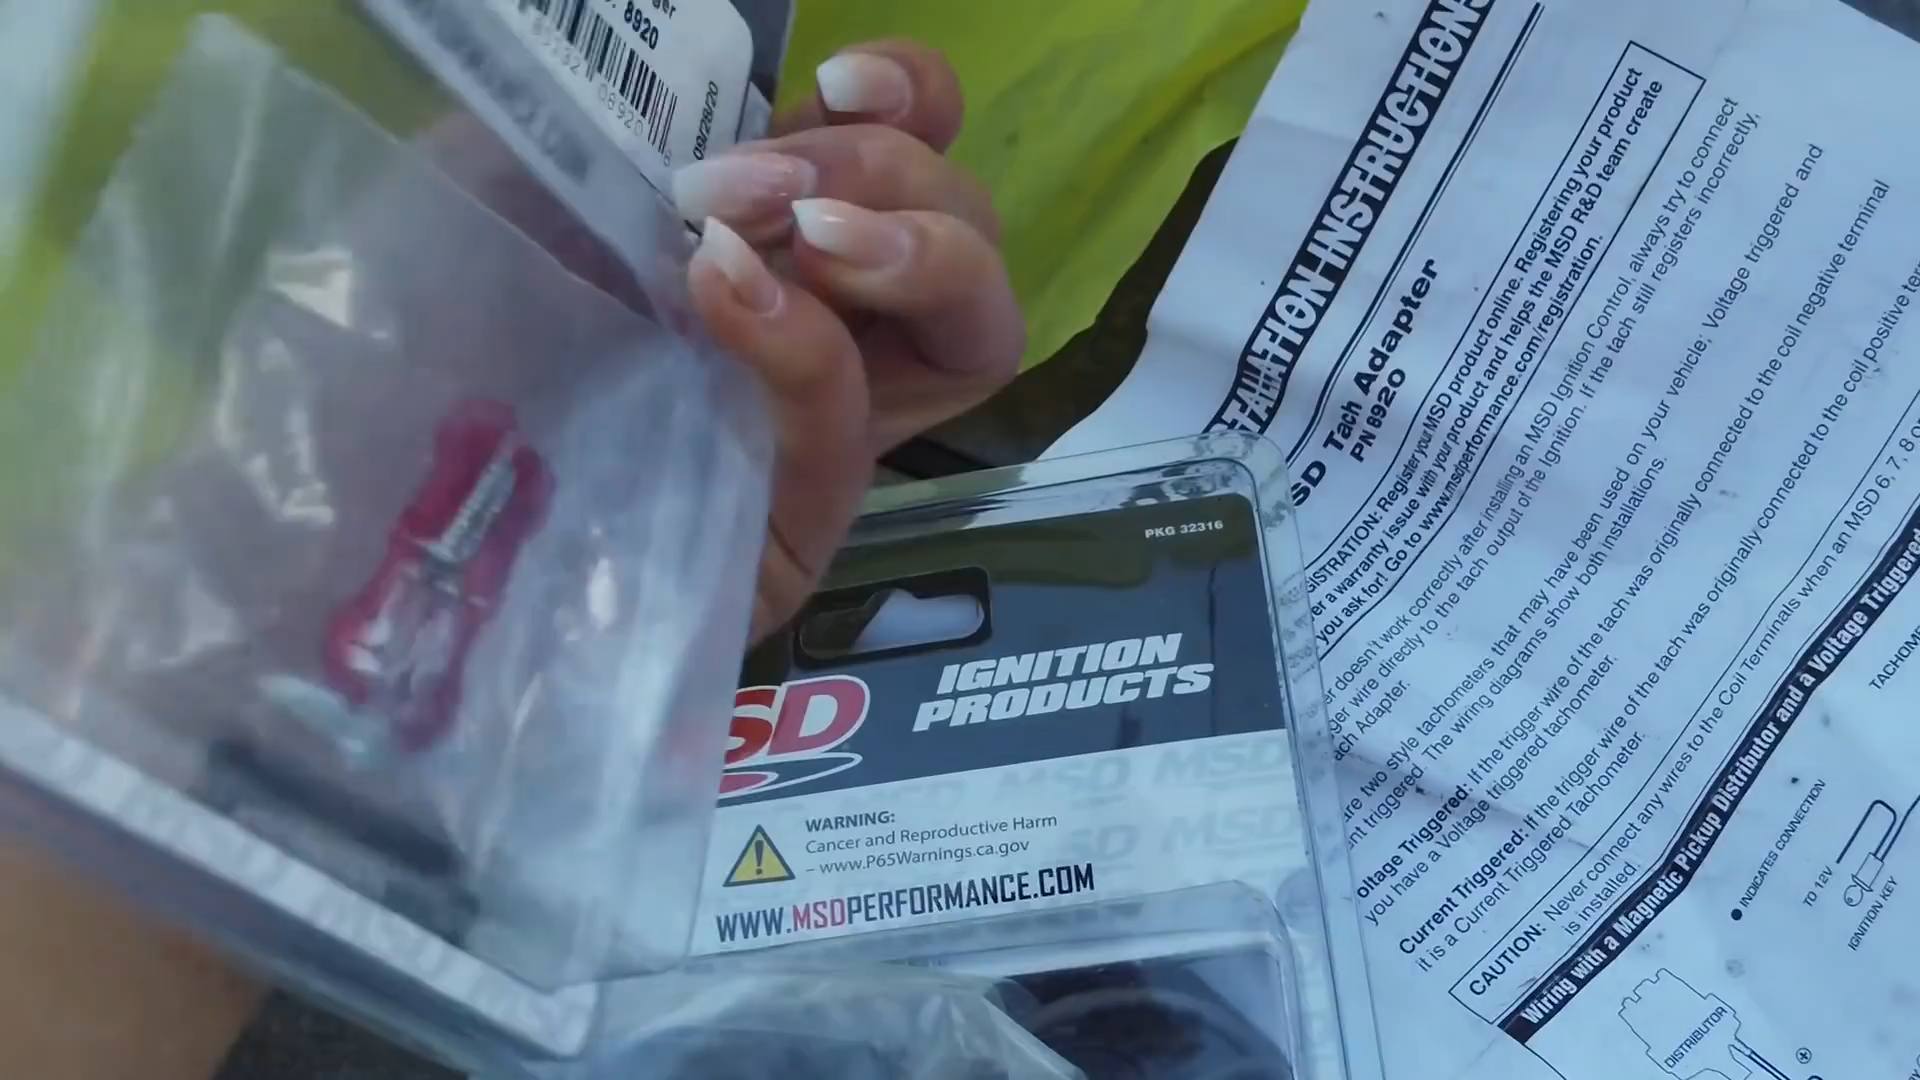 8920
08920
8
09/28/20
PKG 32316
IGNITION
PRODUCTS
WARNING:
Cancer and Reproductive Harm
– www.P65Warnings.ca.gov
WWW.MSDPERFORMANCE.COM
MSD MSD
INSTRUCTIONS
Tach Adapter
PN 8920
Register your MSD product online. Registering your product
a warranty issue with your product and helps the MSD R&D team create
you ask for! Go to www.msdperformance.com/registration.
doesn't work correctly after installing an MSD Ignition Control, always try to connect
wire directly to the tach output of the Ignition. If the tach still registers incorrectly,
Adapter.
are two style tachometers that may have been used on your vehicle; Voltage triggered and
triggered. The wiring diagrams show both installations.
Triggered: If the trigger wire of the tach was originally connected to the coil negative terminal
you have a Voltage triggered tachometer.
Current Triggered: If the trigger wire of the tach was originally connected to the coil positive
it is a Current Triggered Tachometer.
CAUTION: Never connect any wires to the Coil Terminals when an MSD 6, 7, 8
is installed.
Wiring with a Magnetic Pickup Distributor and a Voltage Triggered
● INDICATES CONNECTION
TO 12V
IGNITION KEY
DISTRIBUTOR